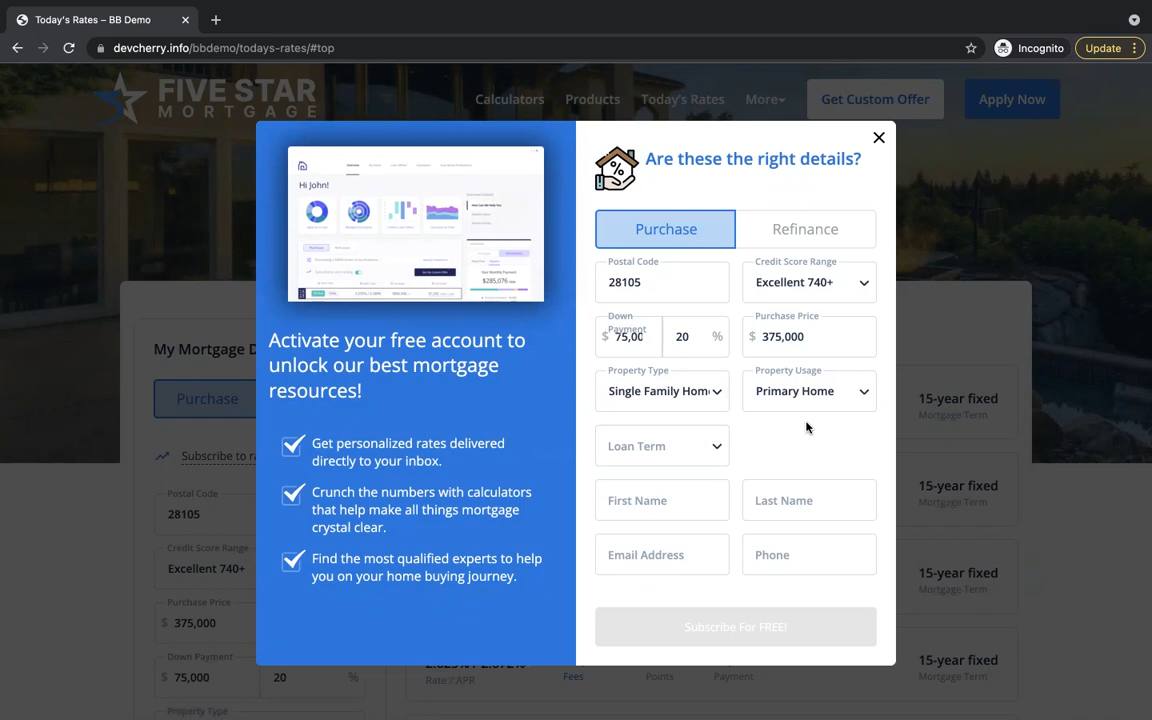 Today's Rates – BB Demo
devcherry.info/bbdemo/todays-rates/#top
Incognito
Update
FIVE STAR
MORTGAGE
Calculators
Products
Today's Rates
More
Get Custom Offer
Apply Now
Hi John!
$285,076
Activate your free account to
unlock our best mortgage
resources!
Get personalized rates delivered
directly to your inbox.
Crunch the numbers with calculators
that help make all things mortgage
crystal clear.
Find the most qualified experts to help
you on your home buying journey.
Are these the right details?
Purchase
Refinance
Postal Code
28105
Credit Score Range
Excellent 740+
Down
Payment
$ 75,00
20 %
Purchase Price
$ 375,000
Property Type
Single Family Hom
Property Usage
Primary Home
Loan Term
First Name
Last Name
Email Address
Phone
Subscribe For FREE!
My Mortgage D
Purchase
Subscribe to ra
Postal Code
28105
Credit Score Range
Excellent 740+
Purchase Price
$ 375,000
Down Payment
$ 75,000
20 %
Property Type
15-year fixed
Mortgage Term
15-year fixed
Mortgage Term
15-year fixed
Mortgage Term
15-year fixed
Mortgage Term
Rate / APR
Fees
Points
Payment